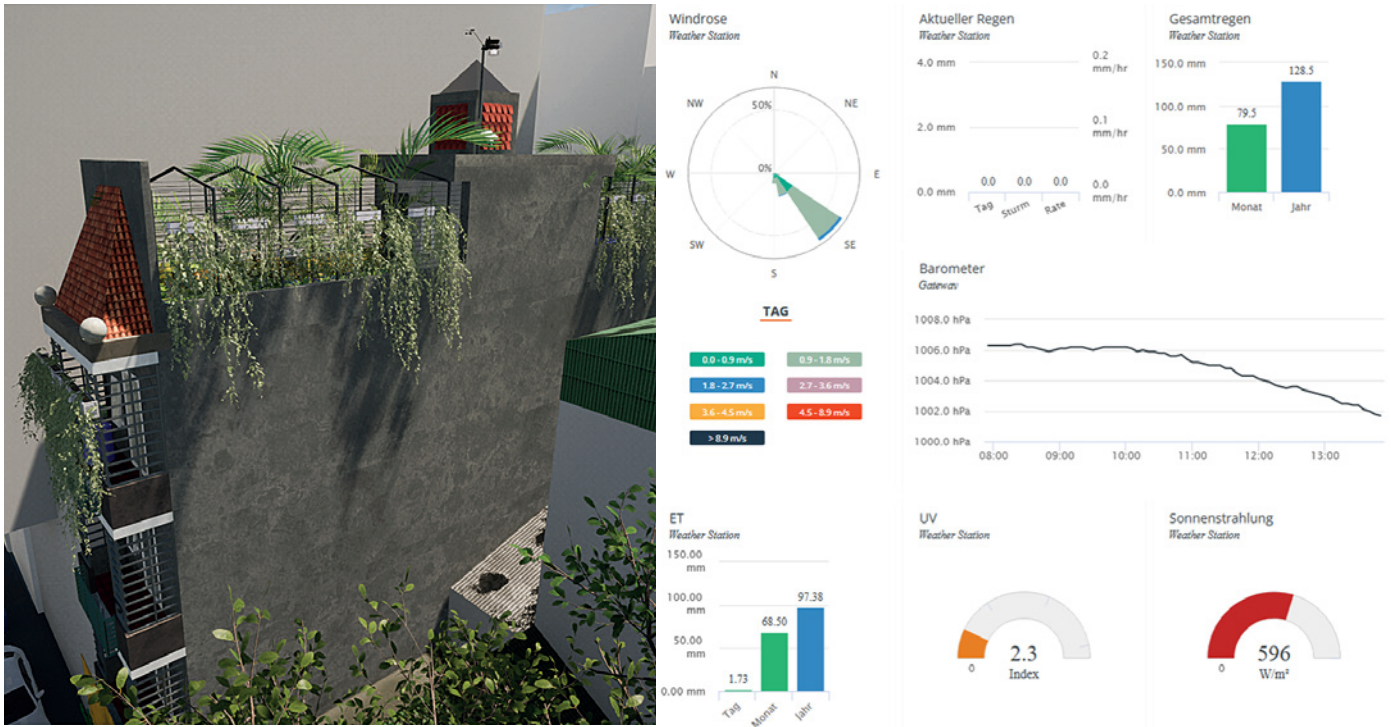 Windrose
Weather Station
N
NE
E
SE
S
SW
W
NW
50%
0%
TAG
0.0 - 0.9 m/s
0.9 - 1.8 m/s
1.8 - 2.7 m/s
2.7 - 3.6 m/s
3.6 - 4.5 m/s
4.5 - 8.9 m/s
> 8.9 m/s
Aktueller Regen
Weather Station
4.0 mm
2.0 mm
0.0 mm
0.2
mm/hr
0.1
mm/hr
0.0
mm/hr
0.0
0.0
0.0
Tag
Sturm
Rate
Gesamtregen
Weather Station
150.0 mm
100.0 mm
50.0 mm
0.0 mm
79.5
128.5
Monat
Jahr
Barometer
Gateway
1008.0 hPa
1006.0 hPa
1004.0 hPa
1002.0 hPa
1000.0 hPa
08:00
09:00
10:00
11:00
12:00
13:00
ET
Weather Station
150.00
mm
100.00
mm
50.00
mm
0.00 mm
1.73
68.50
97.38
Tag
Monat
Jahr
UV
Weather Station
0
2.3
Index
Sonnenstrahlung
Weather Station
0
596
W/m²